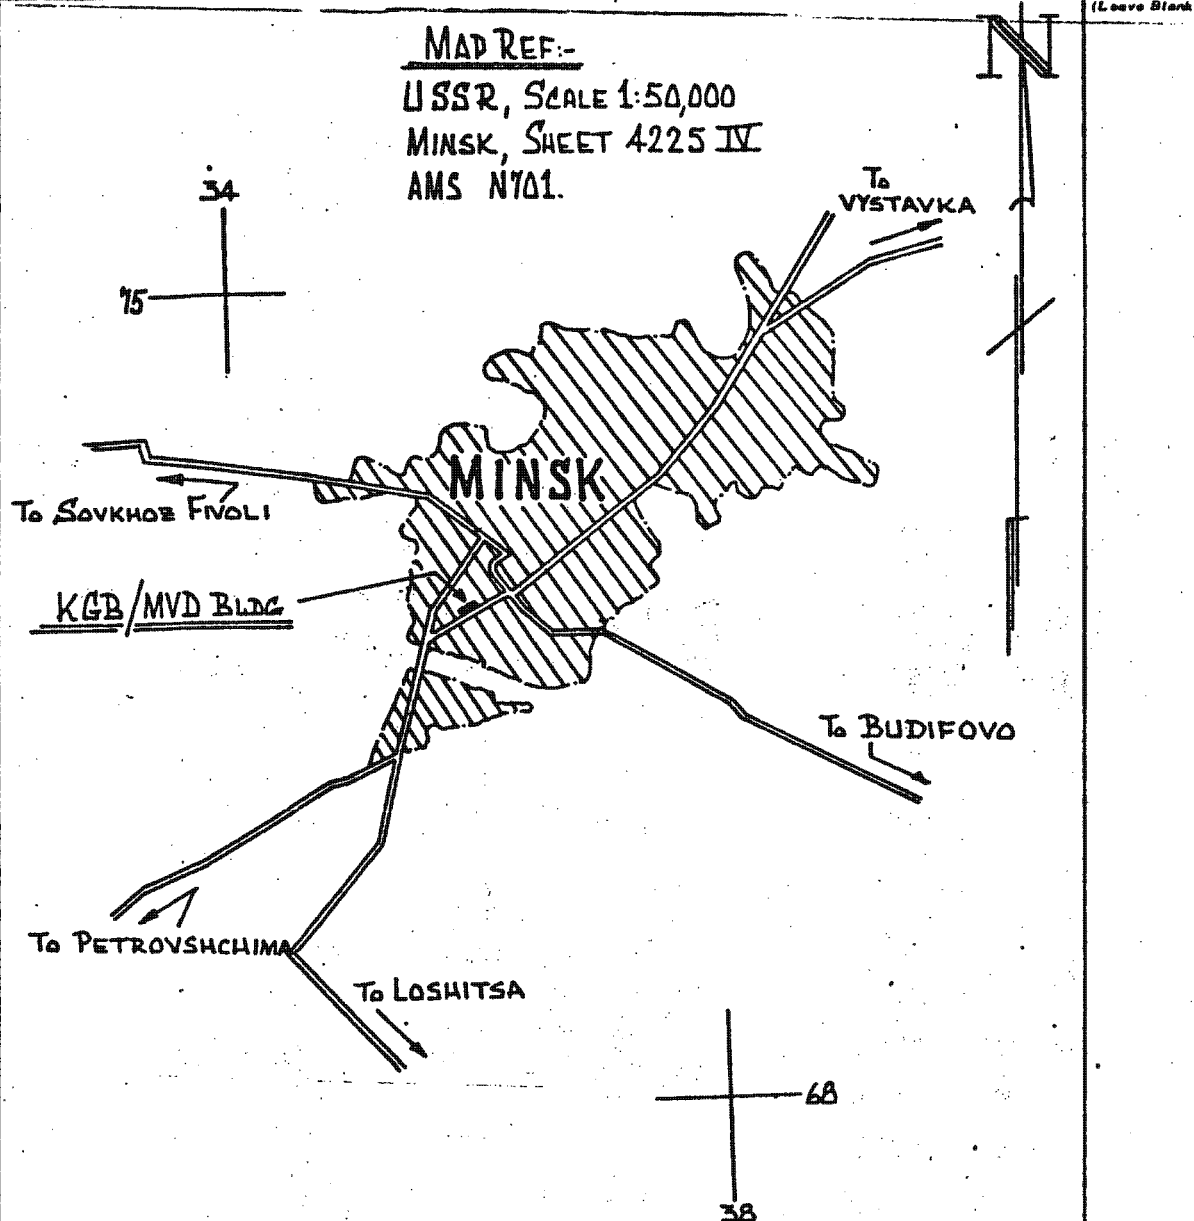 (Leave Blank
N
MAP REF:-
USSR, SCALE 1:50,000
MINSK, SHEET 4225 IV
AMS N701.
34
75
To
VYSTAVKA
MINSK
To SOVKHOZ FIVOLI
KGB/MVD BLDG
To BUDIFOVO
To PETROVSHCHIMA
To LOSHITSA
68
38